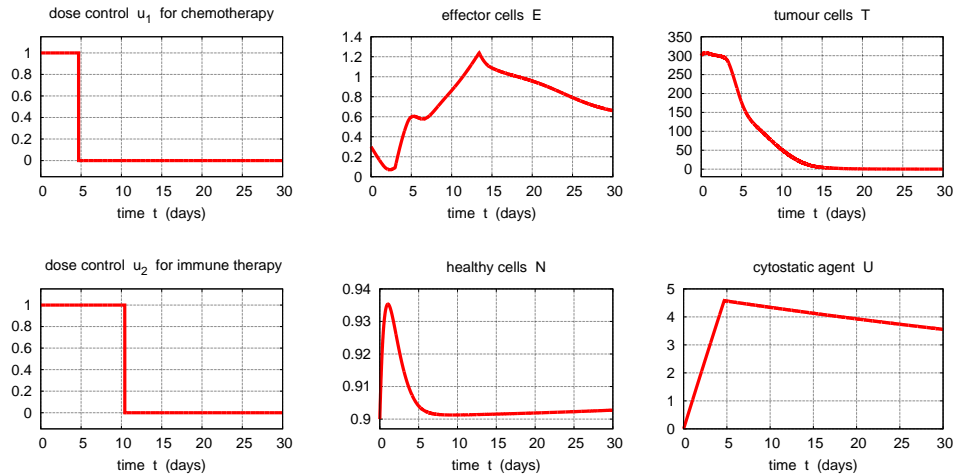 dose control u1 for chemotherapy
1
0.8
0.6
0.4
0.2
0
0 5 10 15 20 25 30
time t (days)
effector cells E
1.4
1.2
1
0.8
0.6
0.4
0.2
0
0 5 10 15 20 25 30
time t (days)
tumour cells T
350
300
250
200
150
100
50
0
0 5 10 15 20 25 30
time t (days)
dose control u2 for immune therapy
1
0.8
0.6
0.4
0.2
0
0 5 10 15 20 25 30
time t (days)
healthy cells N
0.94
0.93
0.92
0.91
0.9
0 5 10 15 20 25 30
time t (days)
cytostatic agent U
5
4
3
2
1
0
0 5 10 15 20 25 30
time t (days)